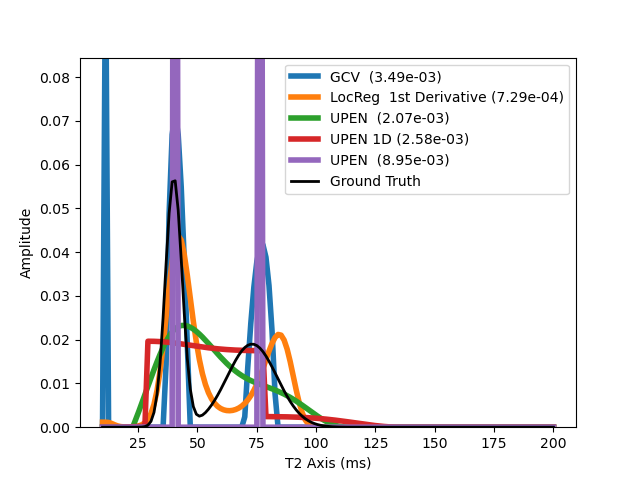 0.08
0.07
0.06
0.05
0.04
0.03
0.02
0.01
0.00
Amplitude
GCV  (3.49e-03)
LocReg  1st Derivative (7.29e-04)
UPEN  (2.07e-03)
UPEN 1D (2.58e-03)
UPEN  (8.95e-03)
Ground Truth
25 50 75 100 125 150 175 200
T2 Axis (ms)